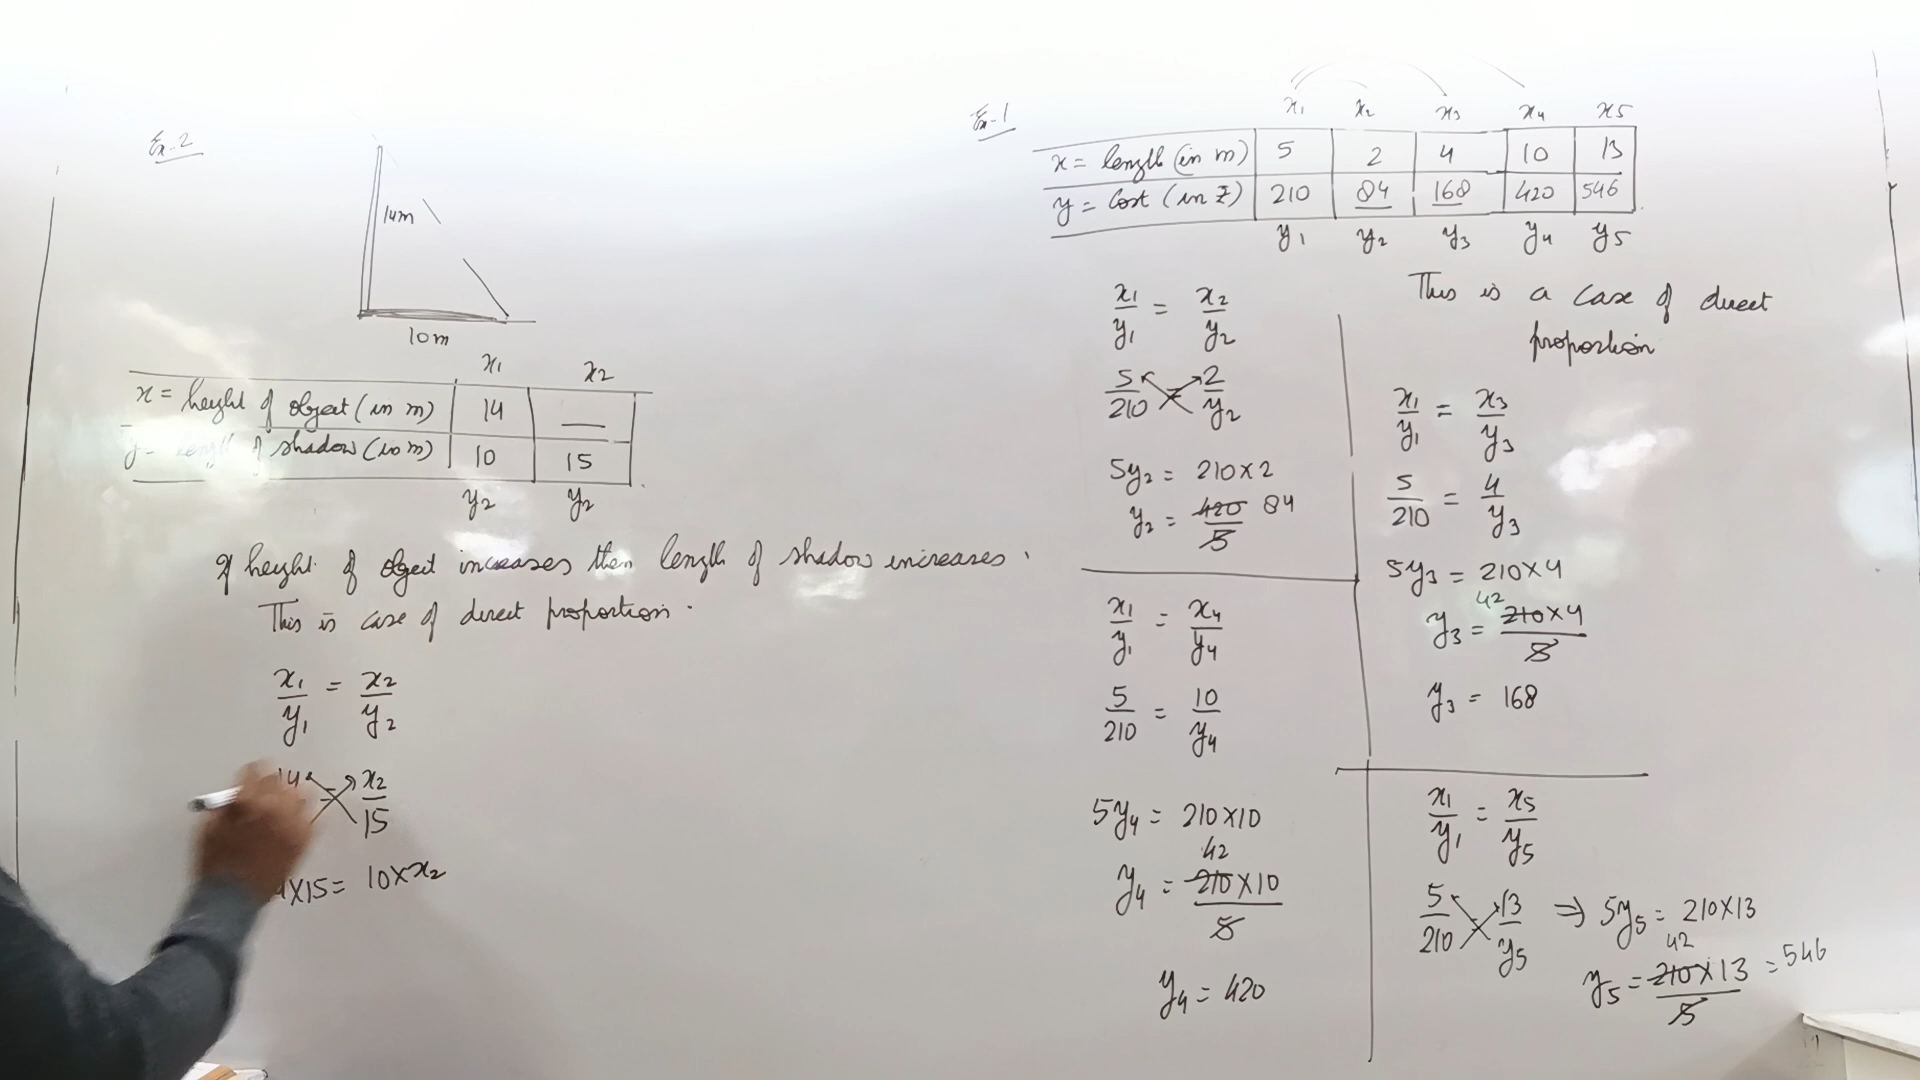 Ex-2
14m
10m
x1 x2
x = height of object (in m) 14 __
y = length of shadow (in m) 10 15
y2 y2
If height of object increases then length of shadow increases.
This is case of direct proportion.
x1/y1 = x2/y2
14 = x2/15
x15 = 10×x2
Ex-1
x1 x2 x3 x4 x5
x = length (in m) 5 2 4 10 13
y = Cost (in ₹) 210 84 168 420 546
y1 y2 y3 y4 y5
This is a case of direct
proportion
x1/y1 = x2/y2
5/210 = 2/y2
5y2 = 210×2
y2 = 420/5 84
x1/y1 = x3/y3
5/210 = 4/y3
5y3 = 210×4
42
y3 = 210×4/5
y3 = 168
x1/y1 = x4/y4
5/210 = 10/y4
5y4 = 210×10
42
y4 = 210×10/5
y4 = 420
x1/y1 = x5/y5
5/210 = 13/y5 ⇒ 5y5 = 210×13
42
y5 = 210×13/5 = 546